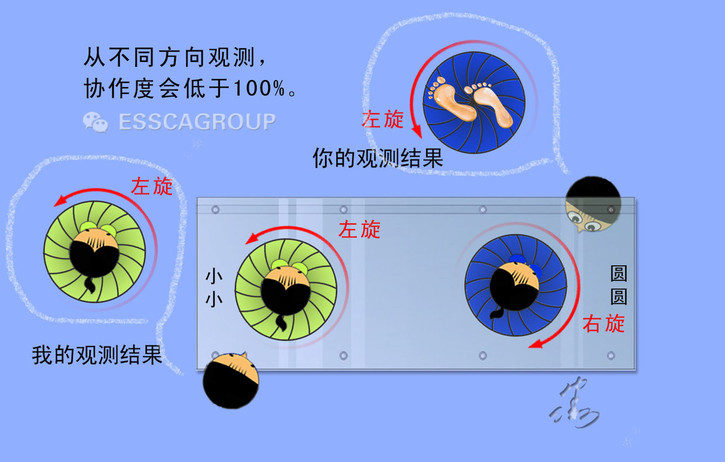 从不同方向观测，
协作度会低于100%。
ESSCAGROUP
左旋
你的观测结果
左旋
左旋
小小
圆圆
右旋
我的观测结果